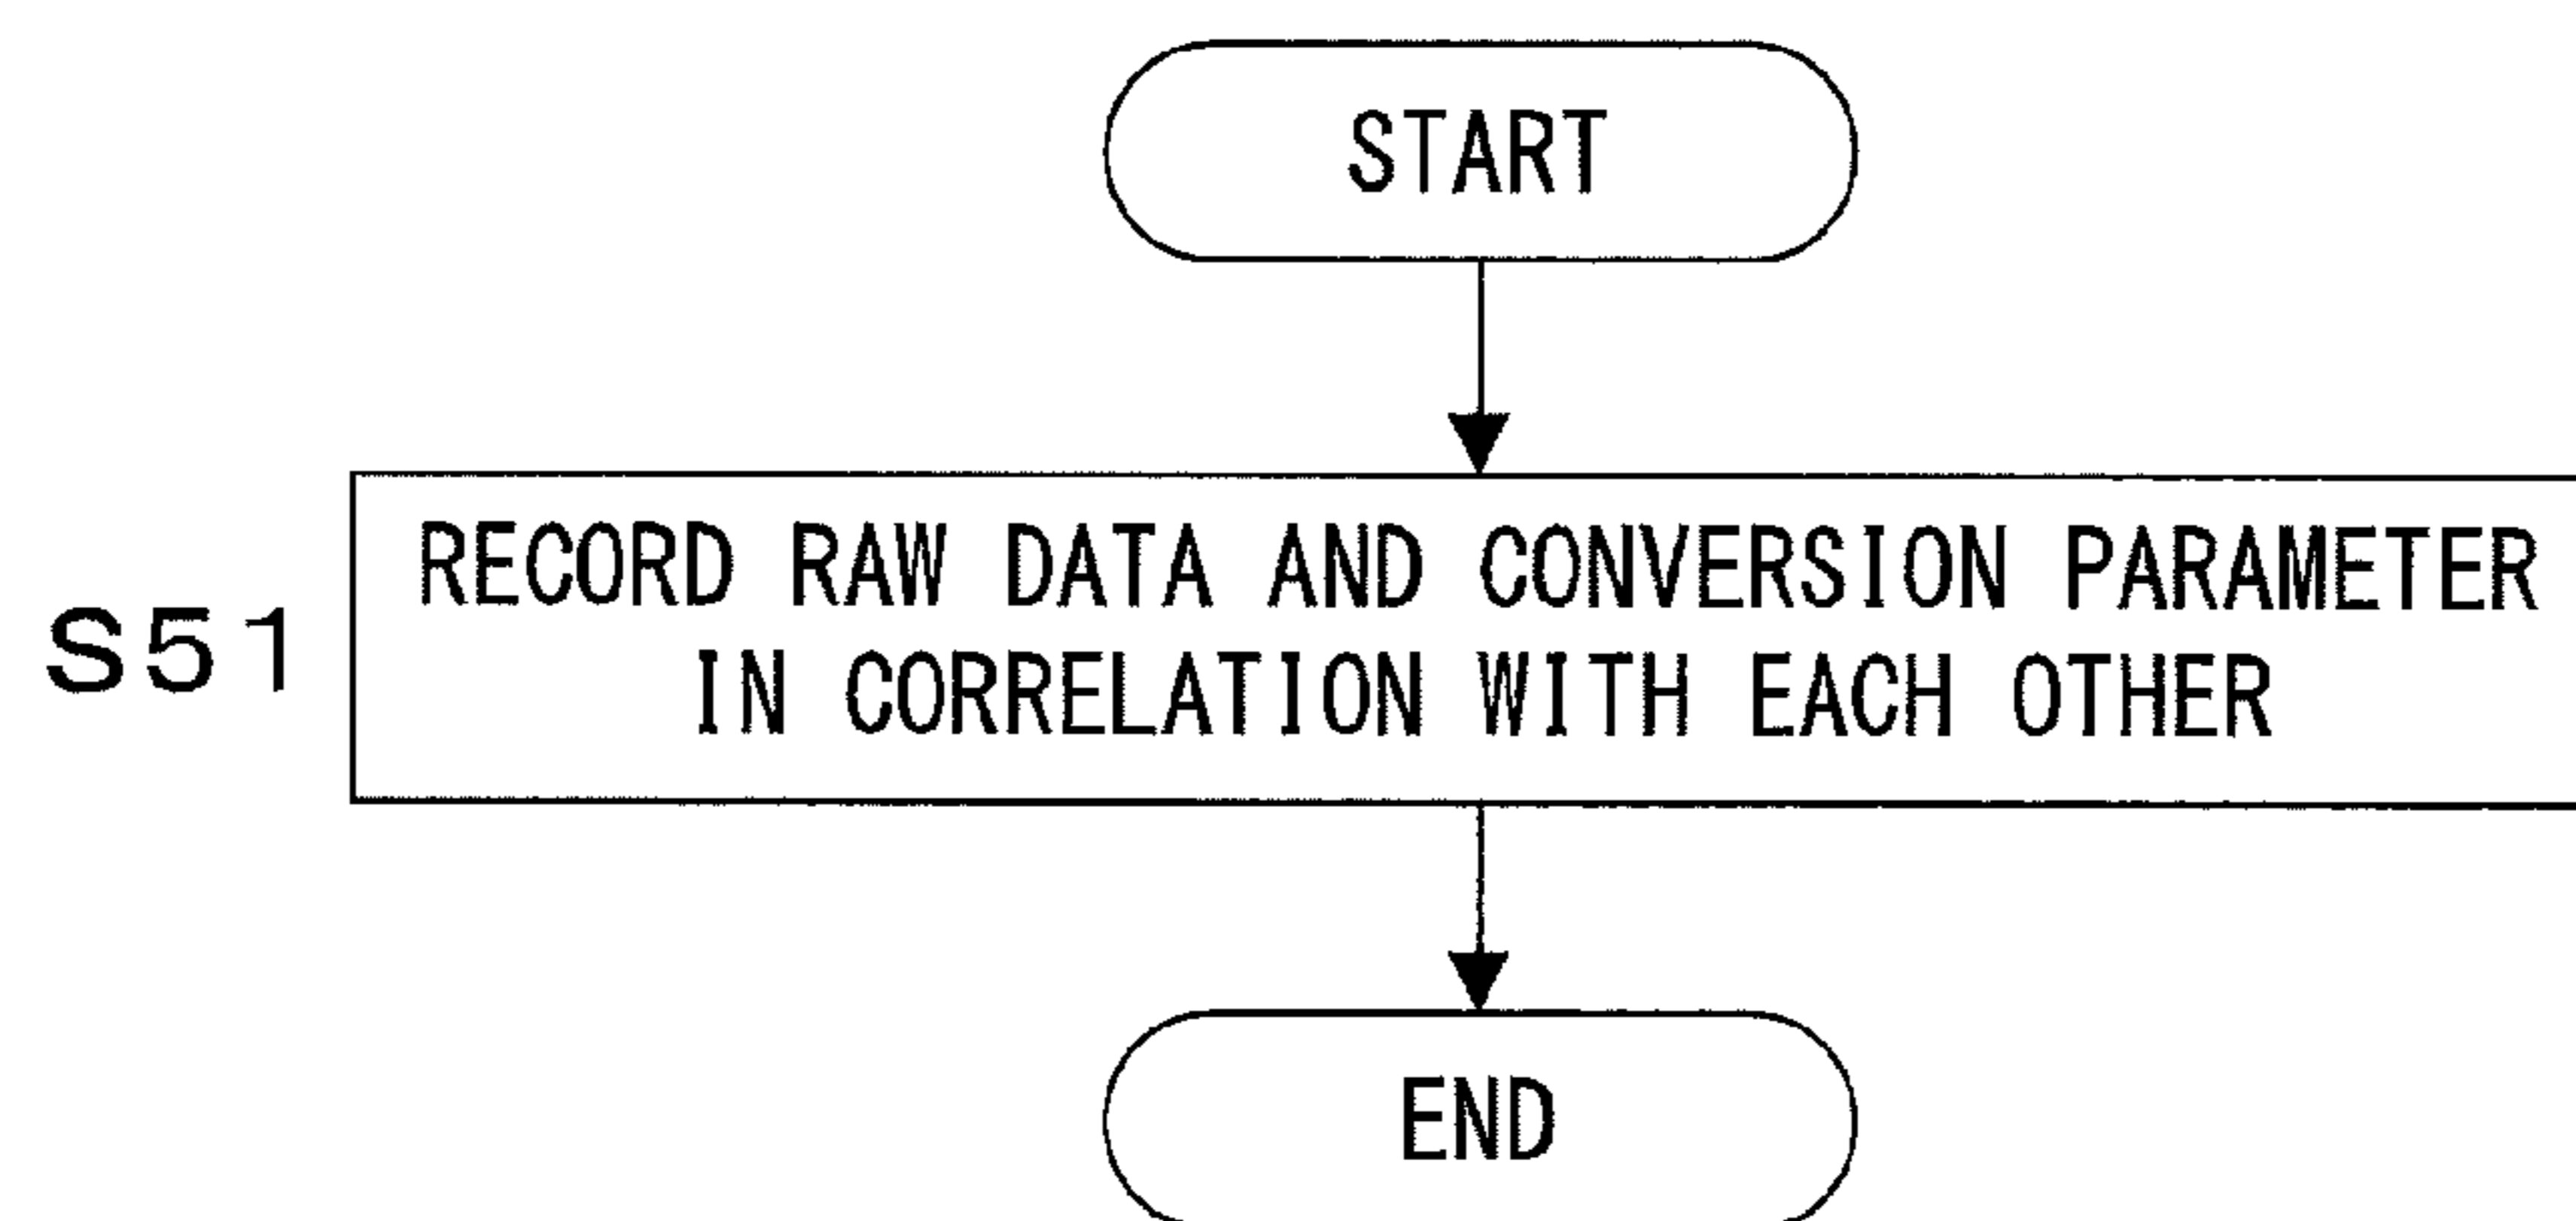 START
RECORD RAW DATA AND CONVERSION PARAMETER
S51
IN CORRELATION WITH EACH OTHER
END